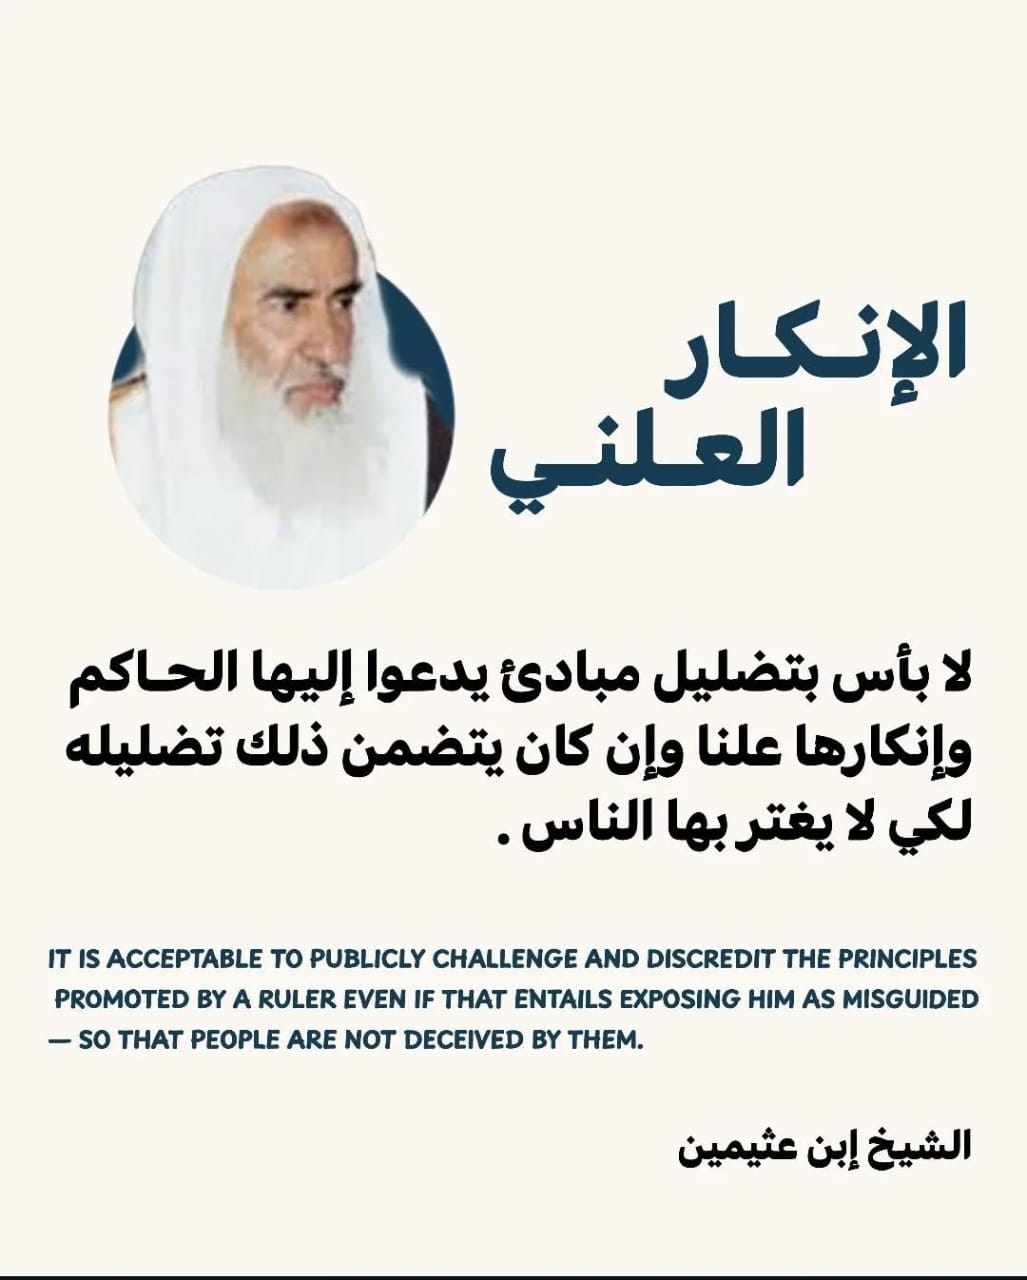 الإنكار
العلني
لا بأس بتضليل مبادئ يدعوا إليها الحاكم
وإنكارها علنا وإن كان يتضمن ذلك تضليله
لكي لا يغتر بها الناس .
IT IS ACCEPTABLE TO PUBLICLY CHALLENGE AND DISCREDIT THE PRINCIPLES
PROMOTED BY A RULER EVEN IF THAT ENTAILS EXPOSING HIM AS MISGUIDED
— SO THAT PEOPLE ARE NOT DECEIVED BY THEM.
الشيخ إبن عثيمين